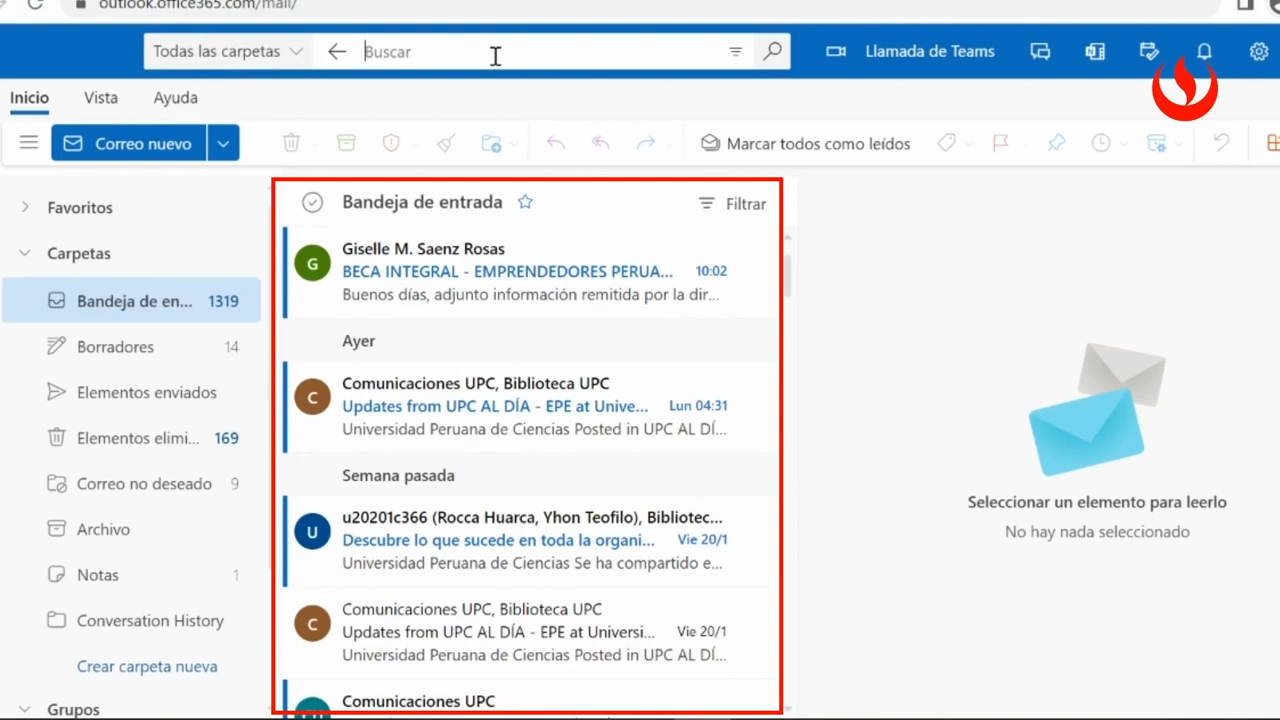 outlook.office365.com/mail/
Todas las carpetas
Buscar
Llamada de Teams
Inicio
Vista
Ayuda
Correo nuevo
Marcar todos como leídos
Favoritos
Carpetas
Bandeja de en... 1319
Borradores 14
Elementos enviados
Elementos elimi... 169
Correo no deseado 9
Archivo
Notas 1
Conversation History
Crear carpeta nueva
Grupos
Bandeja de entrada
Filtrar
G
Giselle M. Saenz Rosas
BECA INTEGRAL - EMPRENDEDORES PERUA... 10:02
Buenos días, adjunto información remitida por la dir...
Ayer
C
Comunicaciones UPC, Biblioteca UPC
Updates from UPC AL DÍA - EPE at Unive... Lun 04:31
Universidad Peruana de Ciencias Posted in UPC AL DÍ...
Semana pasada
U
u20201c366 (Rocca Huarca, Yhon Teofilo), Bibliotec...
Descubre lo que sucede en toda la organi... Vie 20/1
Universidad Peruana de Ciencias Se ha compartido e...
C
Comunicaciones UPC, Biblioteca UPC
Updates from UPC AL DÍA - EPE at Universi... Vie 20/1
Universidad Peruana de Ciencias Posted in UPC AL DÍ...
Comunicaciones UPC
Seleccionar un elemento para leerlo
No hay nada seleccionado